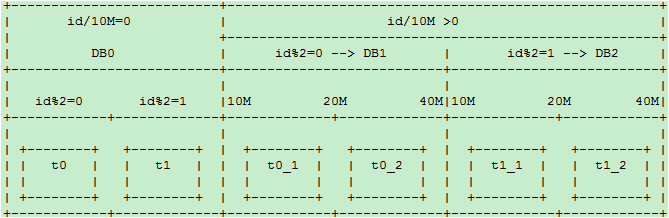 id/10M=0 id/10M >0
DB0 id%2=0 --> DB1 id%2=1 --> DB2
id%2=0 id%2=1 10M 20M 40M 10M 20M 40M
t0 t1 t0_1 t0_2 t1_1 t1_2